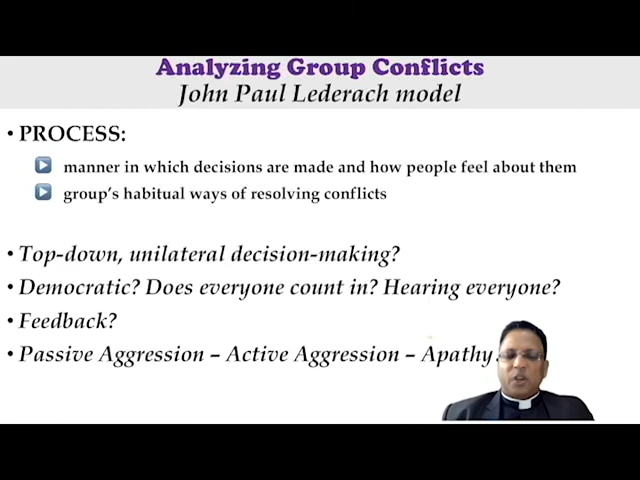 Analyzing Group Conflicts
John Paul Lederach model
• PROCESS:
manner in which decisions are made and how people feel about them
group's habitual ways of resolving conflicts
• Top-down, unilateral decision-making?
• Democratic? Does everyone count in? Hearing everyone?
• Feedback?
• Passive Aggression – Active Aggression – Apathy